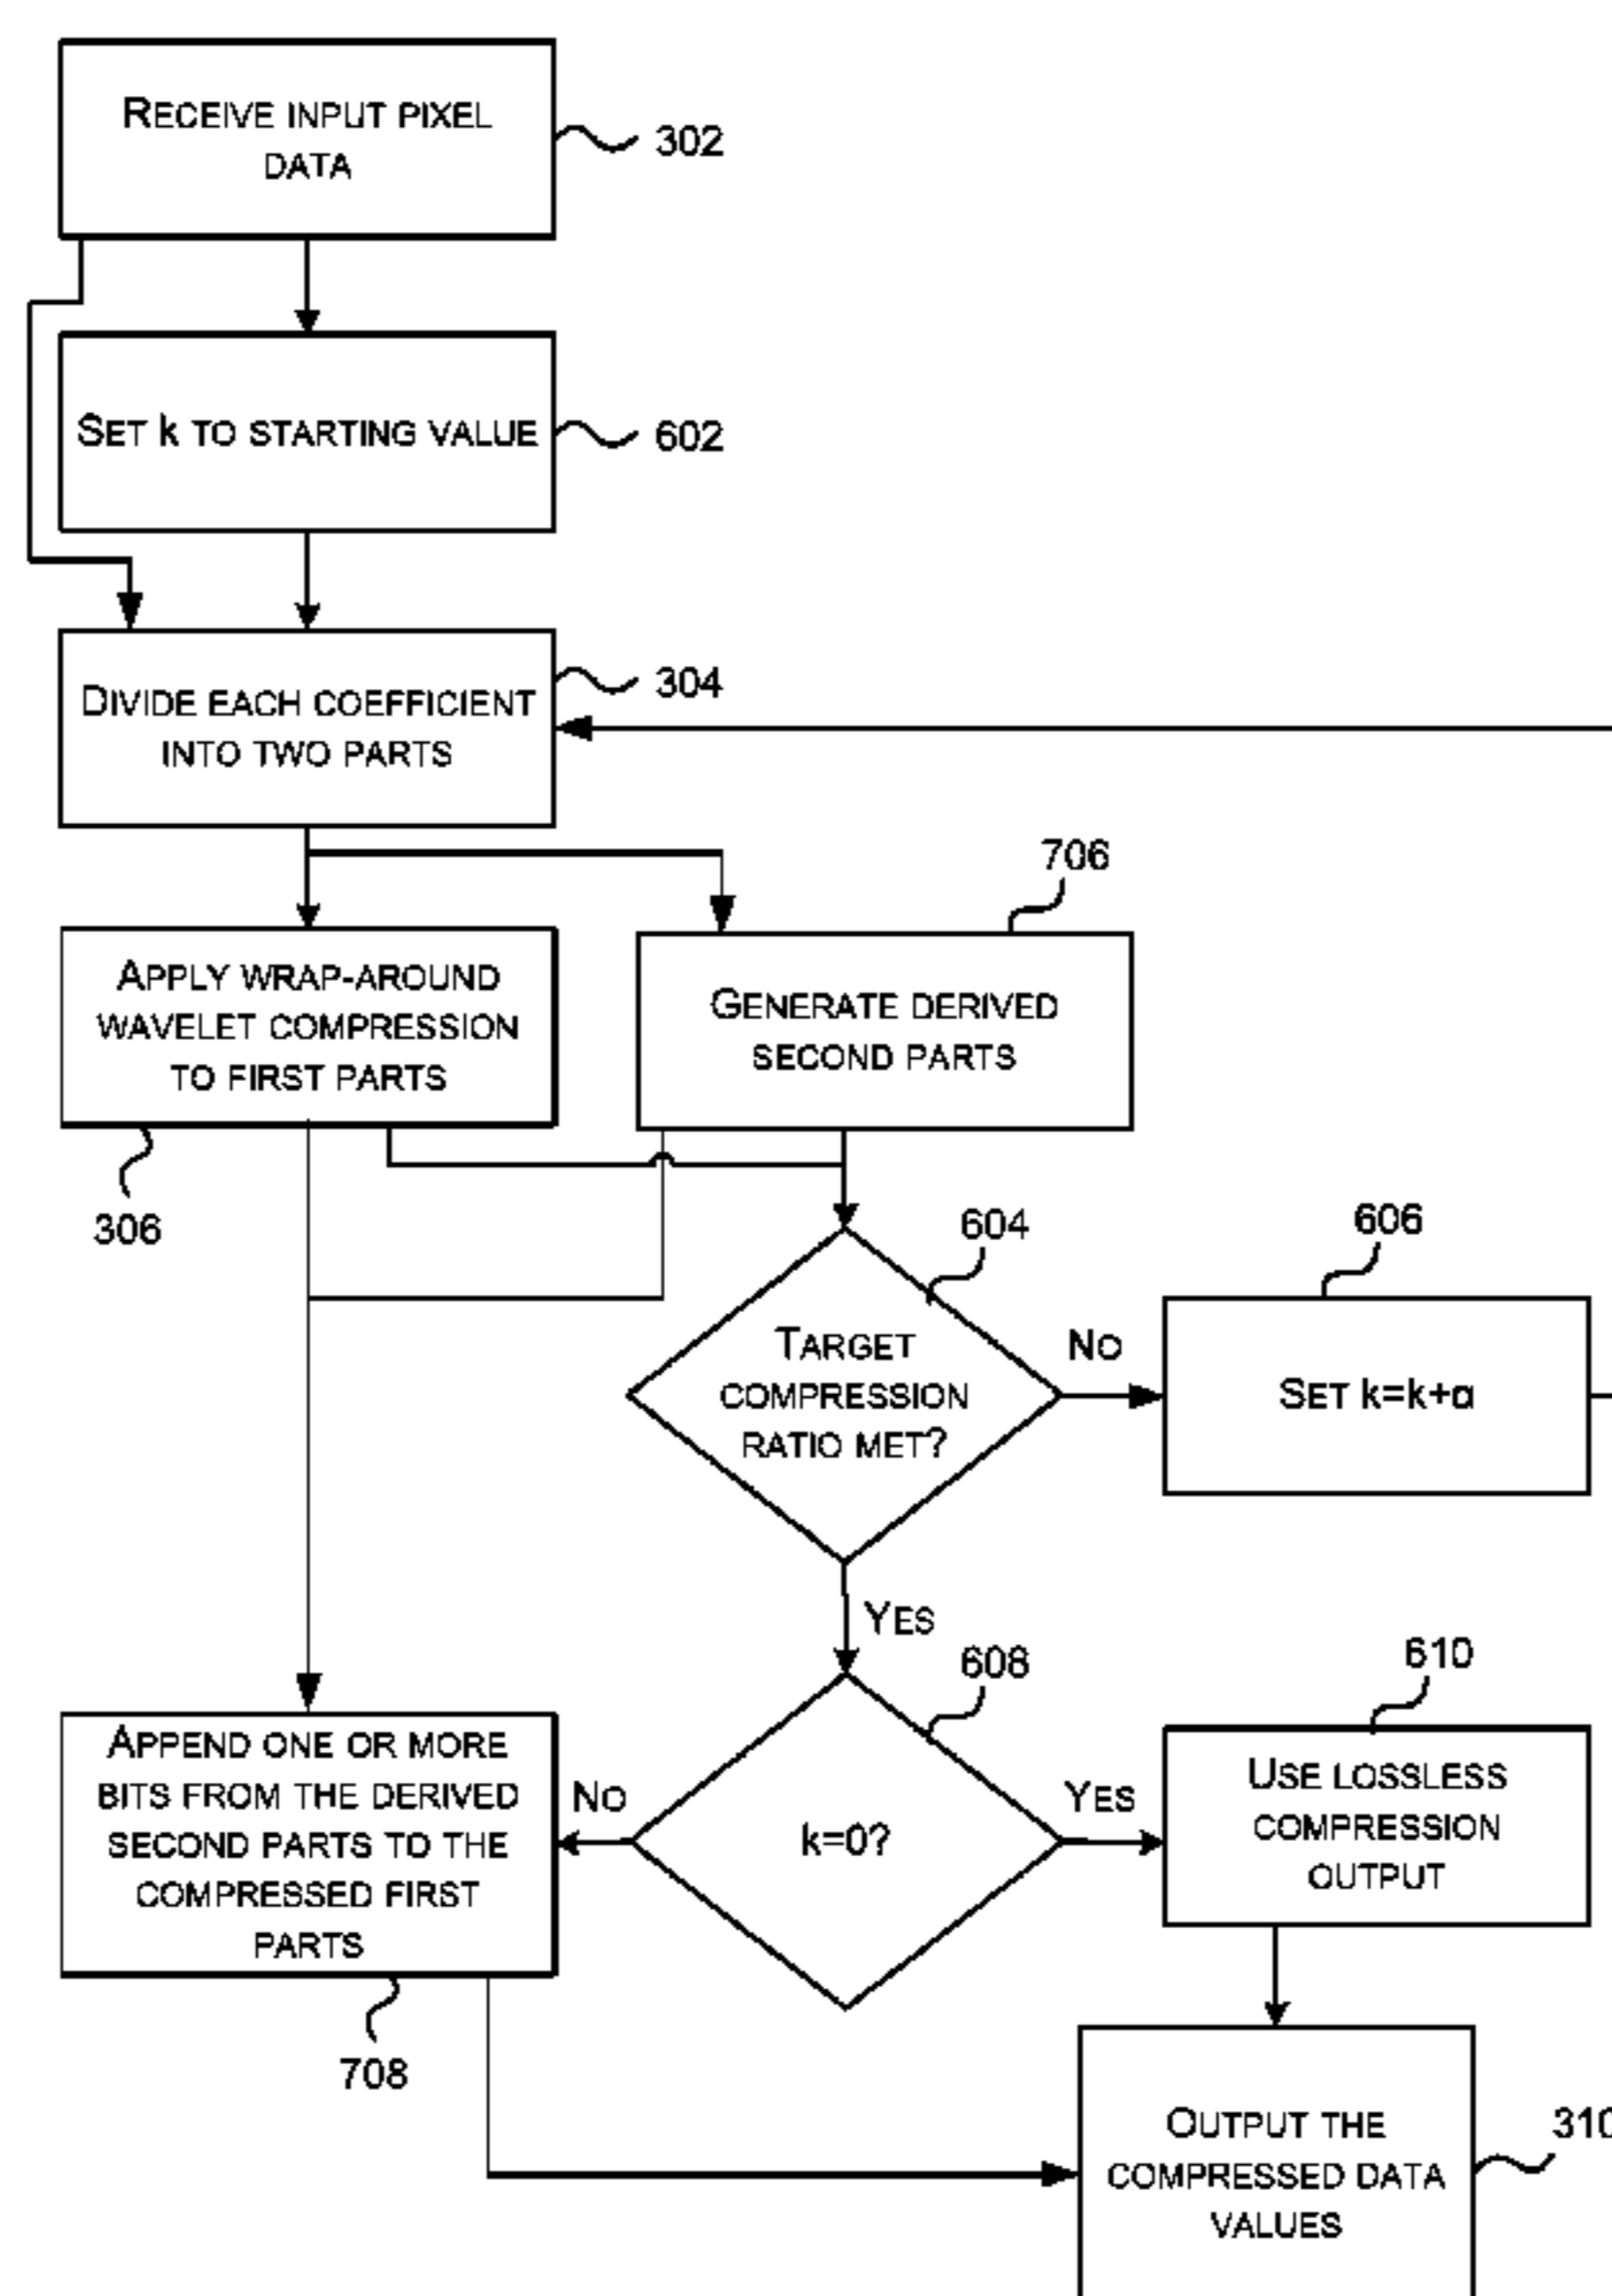 RECEIVE INPUT PIXEL
DATA
302
SET k TO STARTING VALUE
602
DIVIDE EACH COEFFICIENT
INTO TWO PARTS
304
706
APPLY WRAP-AROUND
WAVELET COMPRESSION
TO FIRST PARTS
GENERATE DERIVED
SECOND PARTS
306
604
606
TARGET
COMPRESSION
RATIO MET?
NO
SET k=k+α
YES
608
610
APPEND ONE OR MORE
BITS FROM THE DERIVED
SECOND PARTS TO THE
COMPRESSED FIRST
PARTS
NO
k=0?
YES
USE LOSSLESS
COMPRESSION
OUTPUT
708
OUTPUT THE
COMPRESSED DATA
VALUES
310